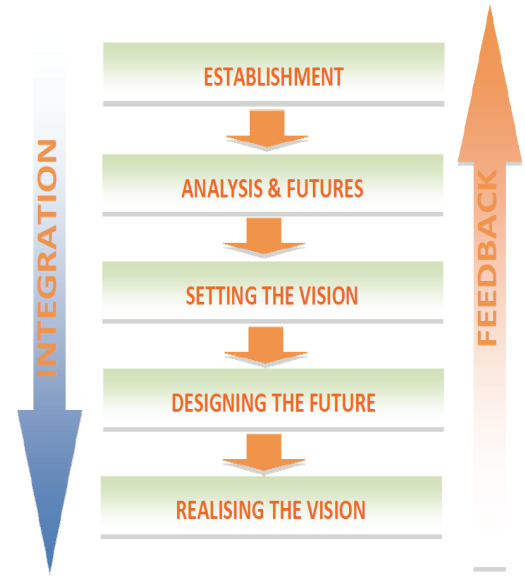 ESTABLISHMENT
ANALYSIS & FUTURES
SETTING THE VISION
DESIGNING THE FUTURE
REALISING THE VISION
INTEGRATION
FEEDBACK